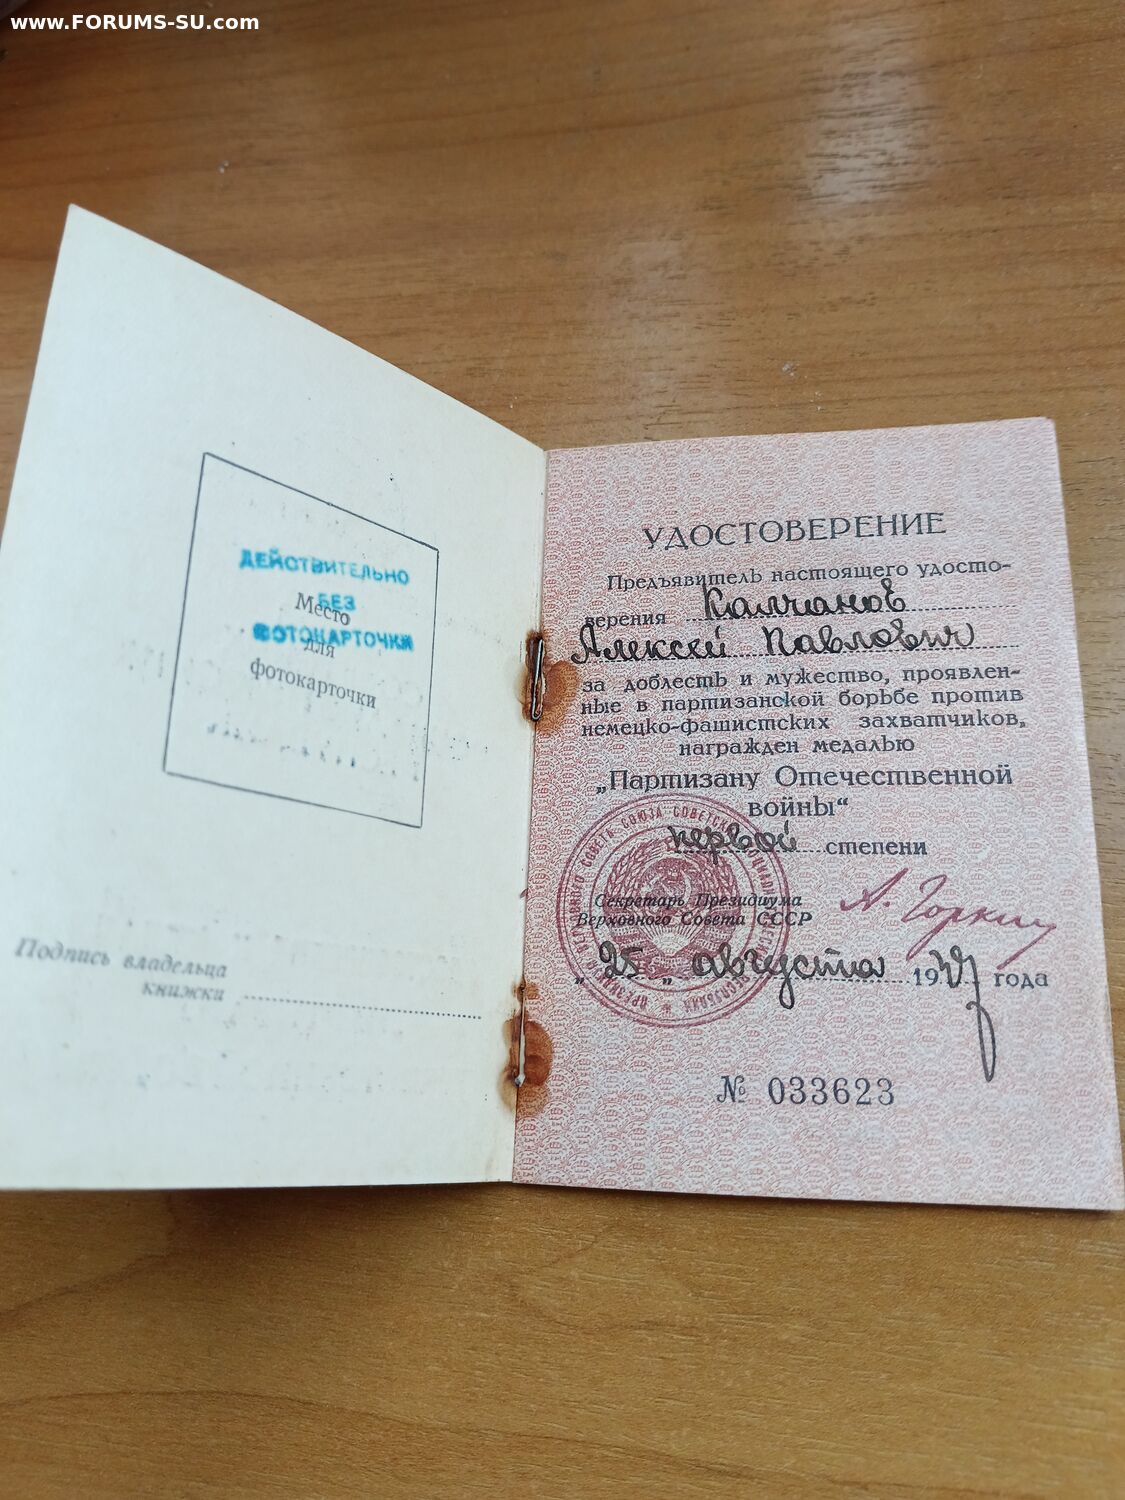 www.FORUMS-SU.com
ДЕЙСТВИТЕЛЬНО
БЕЗ
ФОТОКАРТОЧКИ
Место
для
фотокарточки
Подпись владельца
книжки
УДОСТОВЕРЕНИЕ
Предъявитель настоящего удосто-
верения Колчанов
Алексей Павлович
за доблесть и мужество, проявлен-
ные в партизанской борьбе против
немецко-фашистских захватчиков,
награжден медалью
„Партизану Отечественной
войны“
первой степени
Секретарь Президиума
Верховного Совета СССР А. Горкин
„25„ августа 19 года
№ 033623